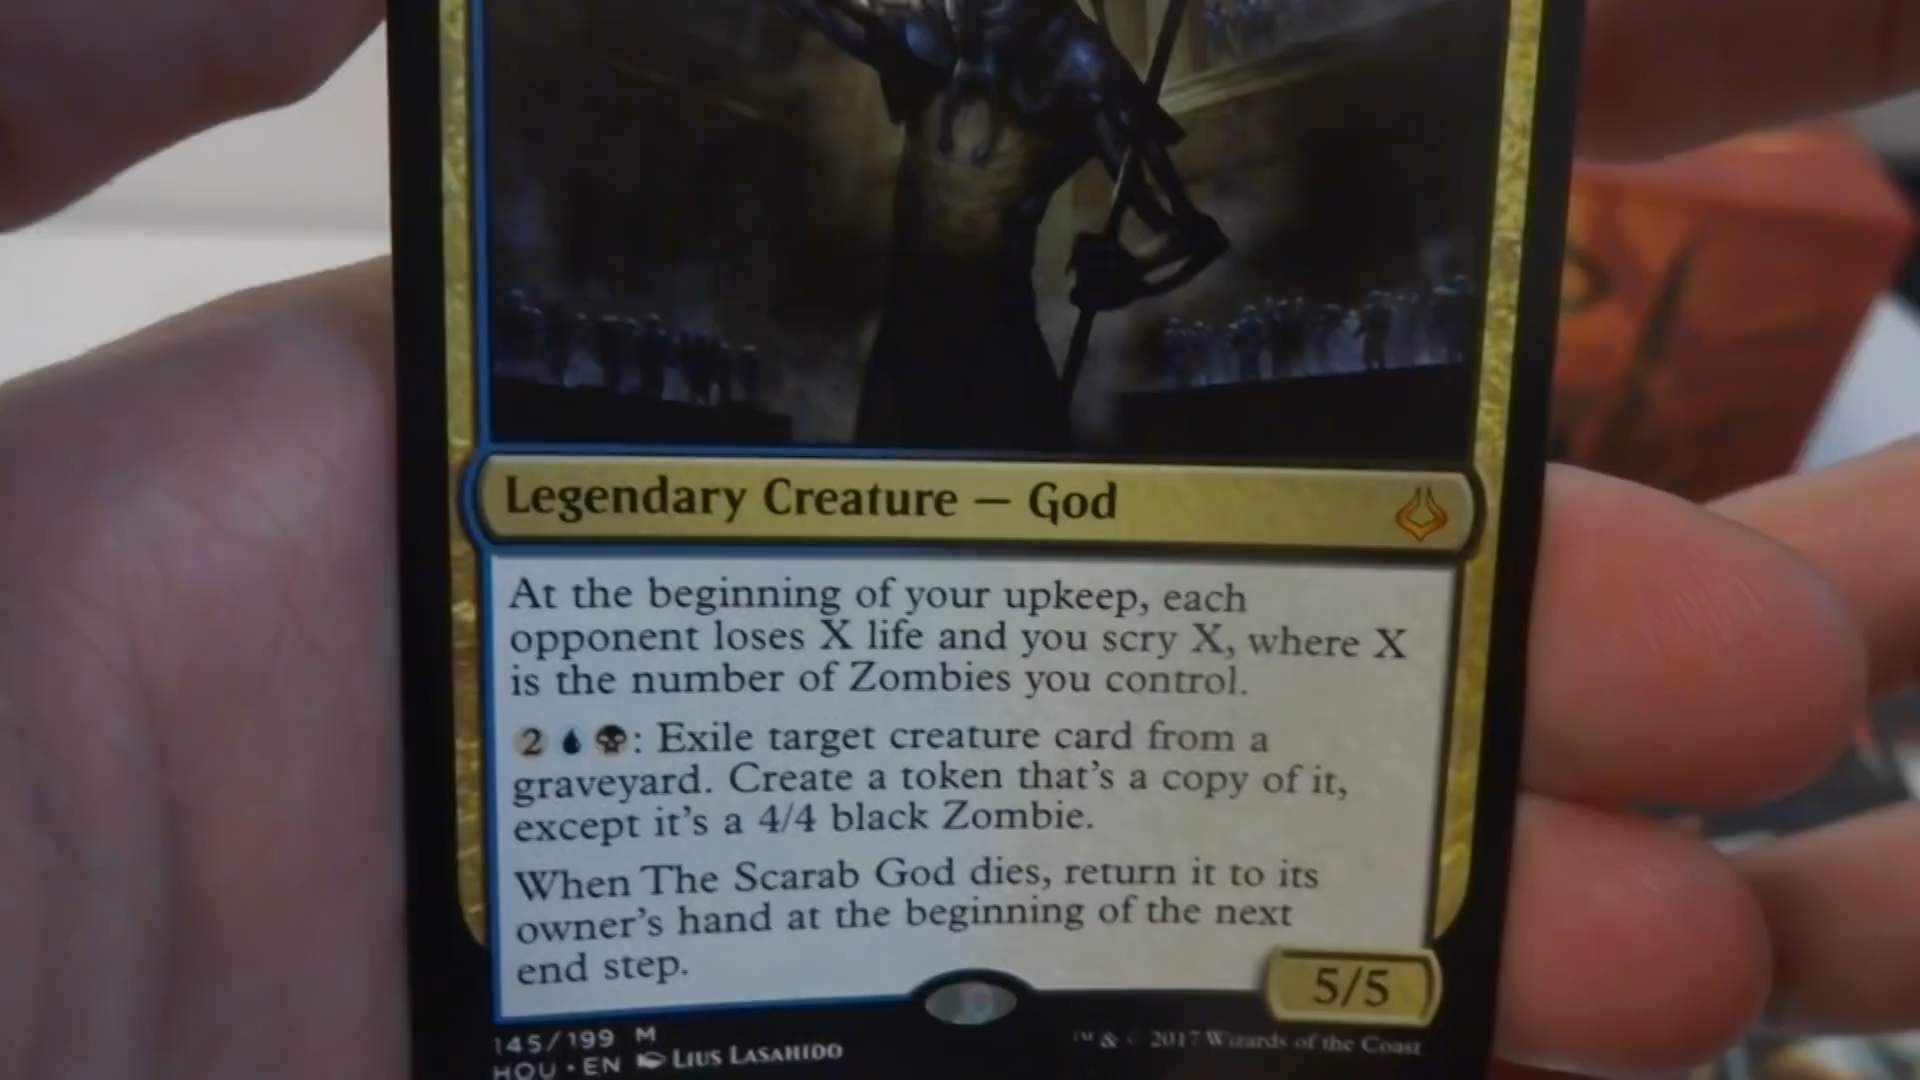 Legendary Creature — God
At the beginning of your upkeep, each
opponent loses X life and you scry X, where X
is the number of Zombies you control.
2 : Exile target creature card from a
graveyard. Create a token that's a copy of it,
except it's a 4/4 black Zombie.
When The Scarab God dies, return it to its
owner's hand at the beginning of the next
end step.
5/5
145/199 M
HOU • EN LIUS LASAHIDO
™ & © 2017 Wizards of the Coast